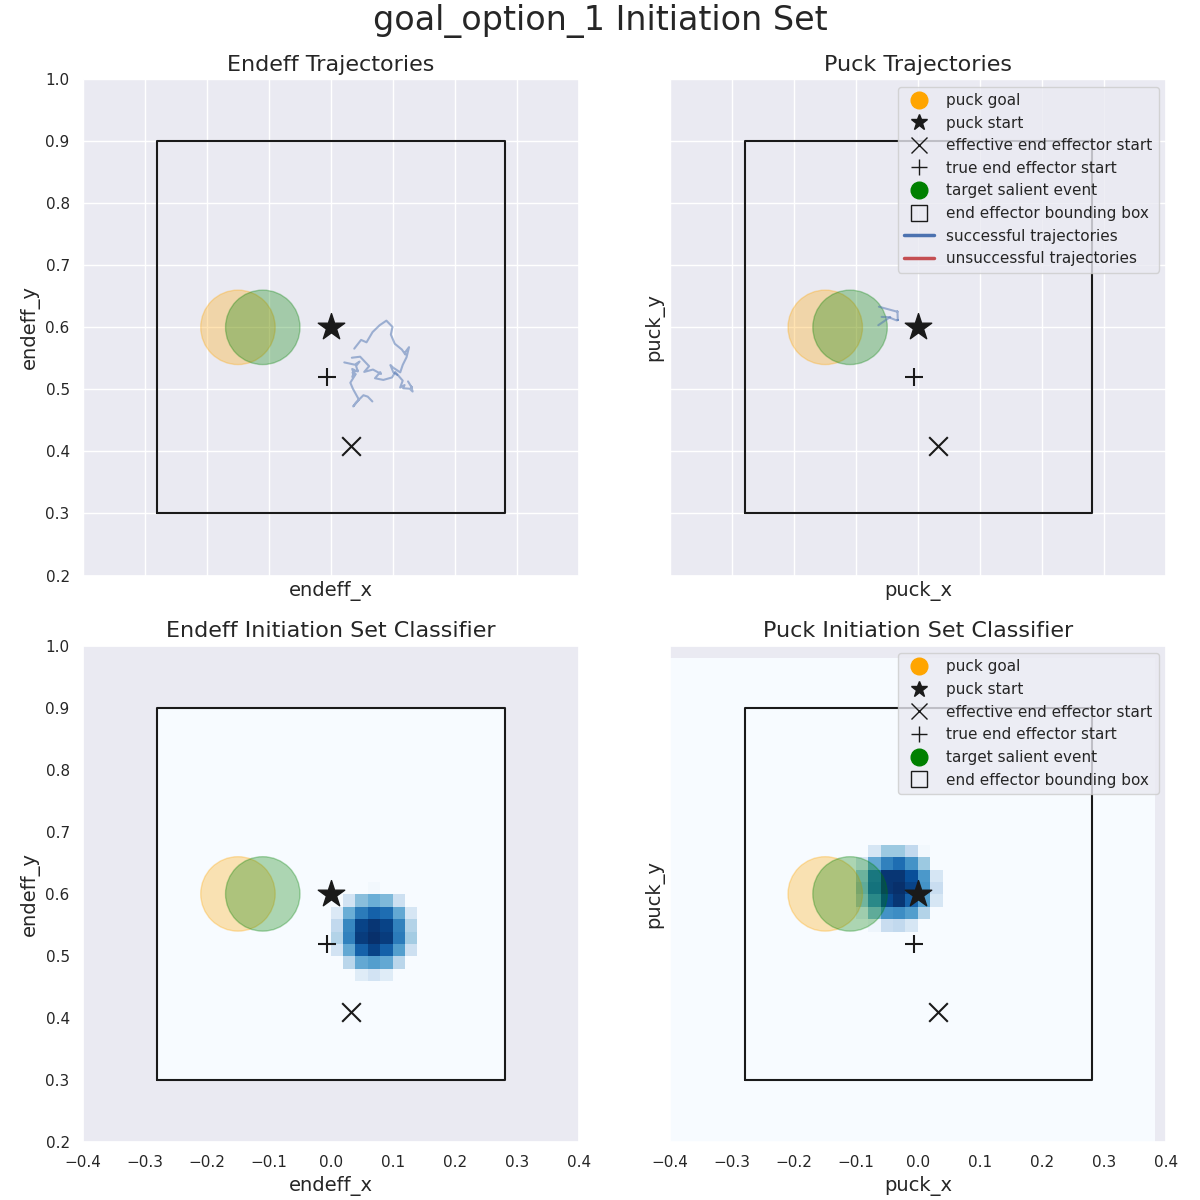 goal_option_1 Initiation Set
Endeff Trajectories
1.0
0.9
0.8
0.7
0.6
0.5
0.4
0.3
0.2
endeff_y
endeff_x
Puck Trajectories
puck goal
puck start
effective end effector start
true end effector start
target salient event
end effector bounding box
successful trajectories
unsuccessful trajectories
puck_y
puck_x
Endeff Initiation Set Classifier
1.0
0.9
0.8
0.7
0.6
0.5
0.4
0.3
0.2
endeff_y
−0.4 −0.3 −0.2 −0.1 0.0 0.1 0.2 0.3 0.4
endeff_x
Puck Initiation Set Classifier
puck goal
puck start
effective end effector start
true end effector start
target salient event
end effector bounding box
puck_y
−0.4 −0.3 −0.2 −0.1 0.0 0.1 0.2 0.3 0.4
puck_x